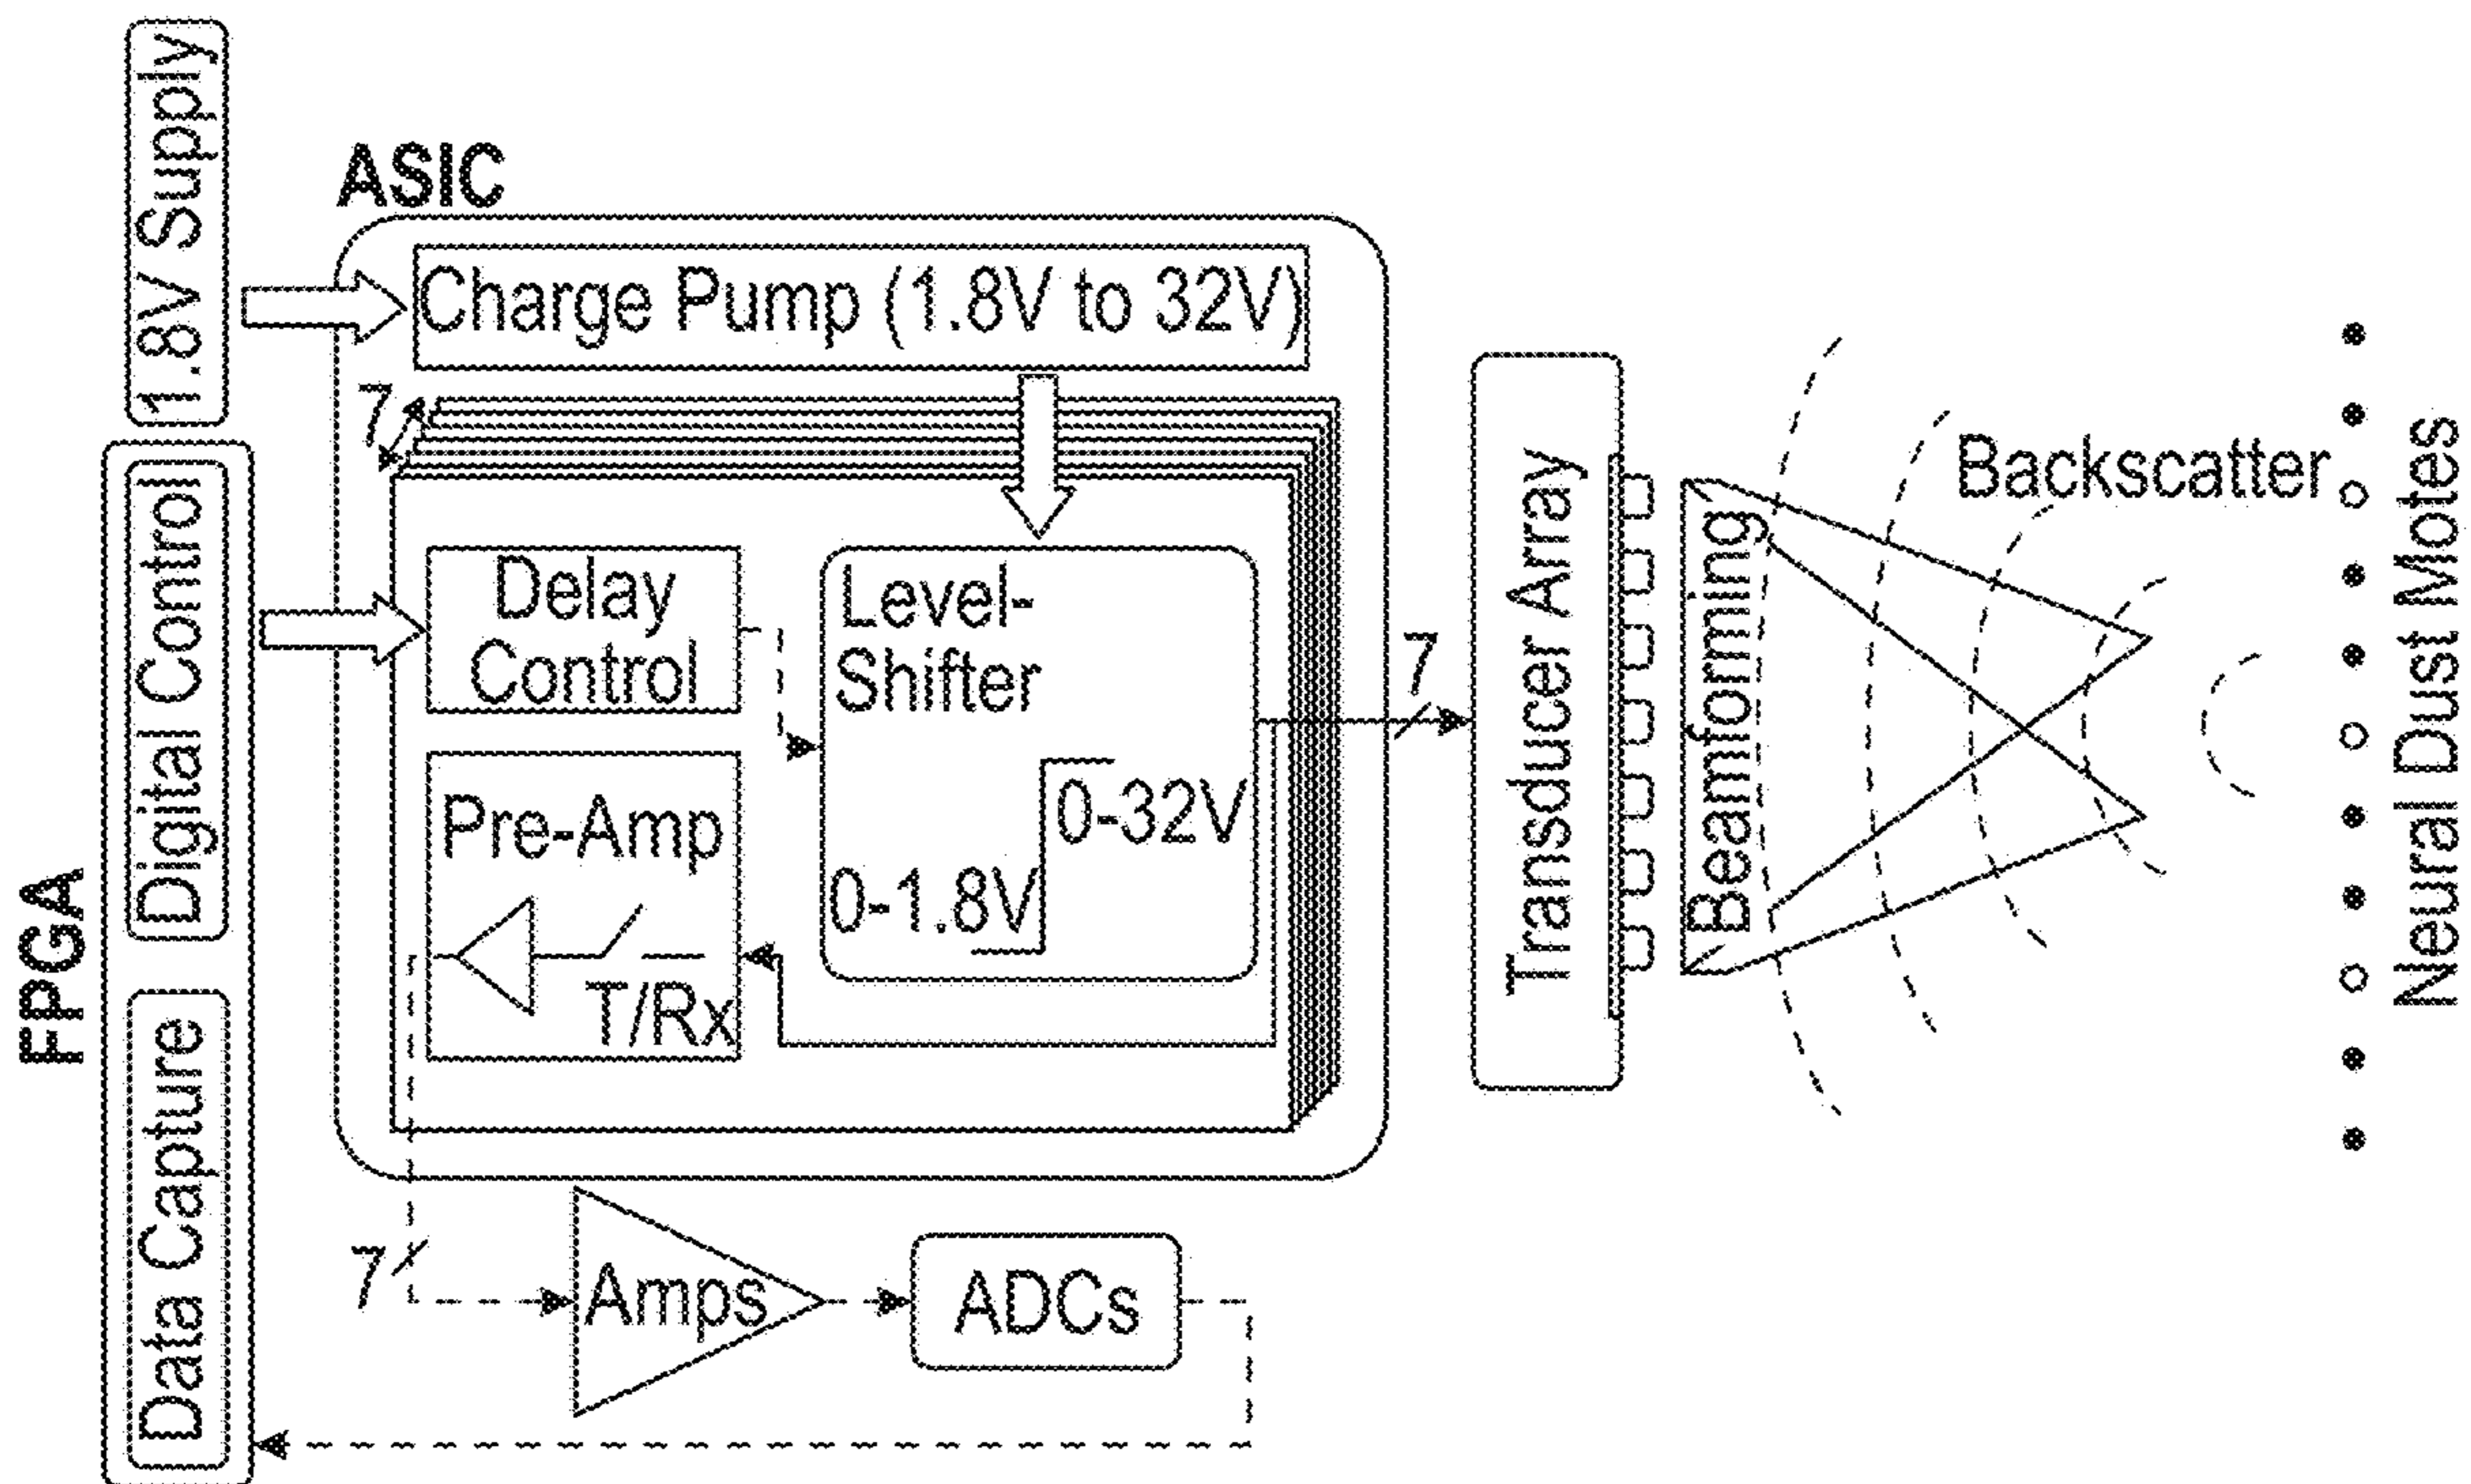 1.8V Supply
FPGA
Digital Control
Data Capture
ASIC
Charge Pump (1.8V to 32V)
7
Delay
Control
Level-
Shifter
0-32V
0-1.8V
Pre-Amp
T/Rx
7
Amps
ADCs
7
Transducer Array
Beamforming
Backscatter
Neural Dust Motes